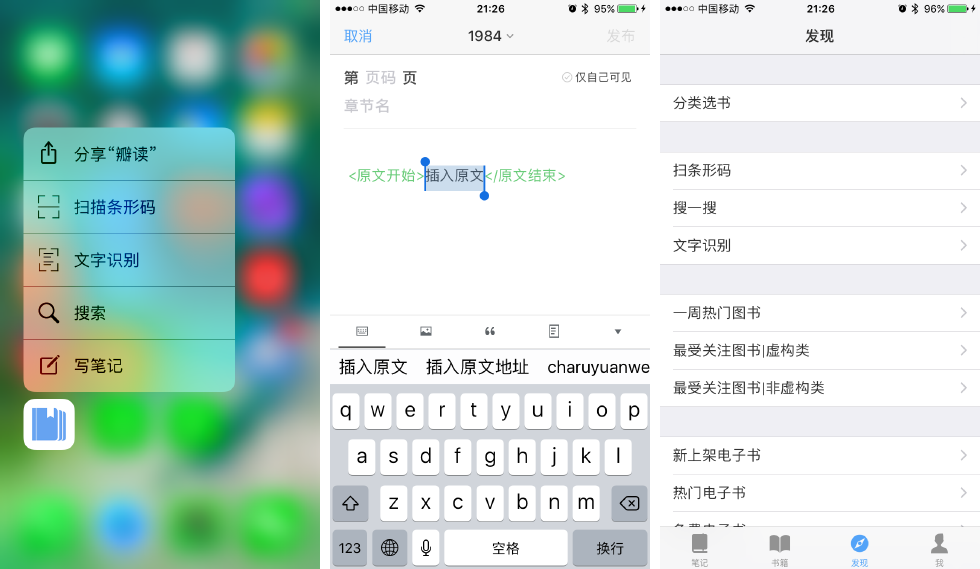 分享“瓣读”
扫描条形码
文字识别
搜索
写笔记
中国移动 21:26 95%
取消 1984 发布
第 页码 页 仅自己可见
章节名
<原文开始>插入原文</原文结束>
插入原文 插入原文地址 charuyuanwe
q w e r t y u i o p
a s d f g h j k l
z x c v b n m
123 空格 换行
中国移动 21:26 96%
发现
分类选书
扫条形码
搜一搜
文字识别
一周热门图书
最受关注图书|虚构类
最受关注图书|非虚构类
新上架电子书
热门电子书
免费电子书
笔记 书籍 发现 我